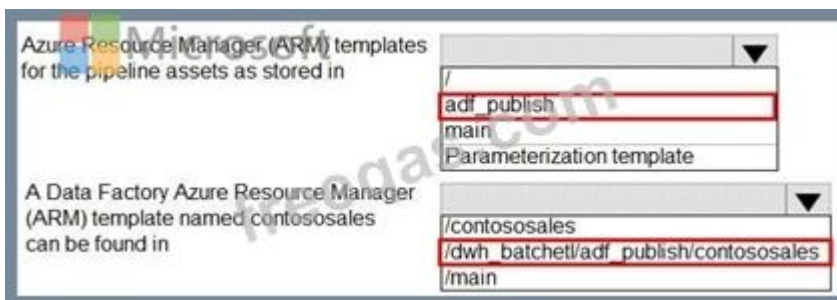 Microsoft
Azure Resource Manager (ARM) templates
for the pipeline assets as stored in
/
adf_publish
main
Parameterization template
A Data Factory Azure Resource Manager
(ARM) template named contososales
can be found in
/contososales
/dwh_batchetl/adf_publish/contososales
/main